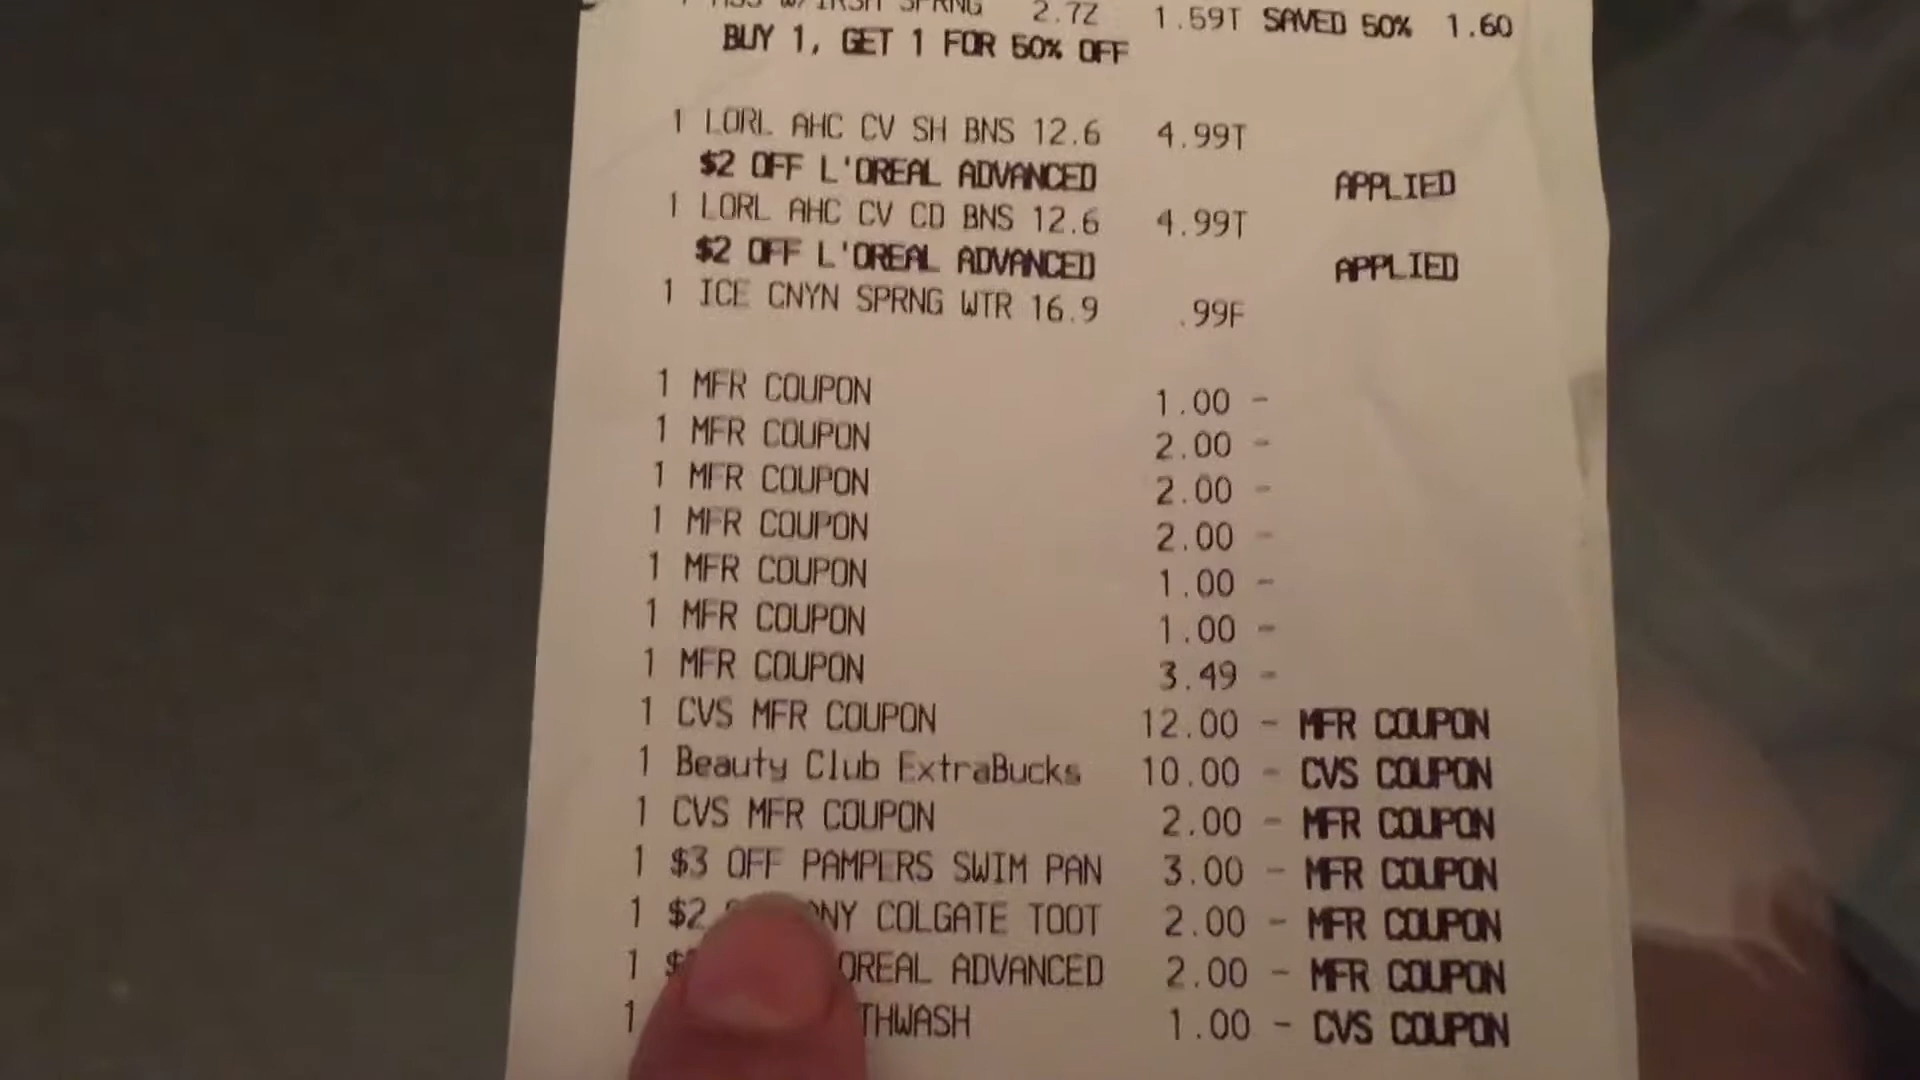 SPRNG 2.7Z 1.59T SAVED 50% 1.60
BUY 1, GET 1 FOR 50% OFF
1 LORL AHC CV SH BNS 12.6 4.99T
$2 OFF L'OREAL ADVANCED APPLIED
1 LORL AHC CV CD BNS 12.6 4.99T
$2 OFF L'OREAL ADVANCED APPLIED
1 ICE CNYN SPRNG WTR 16.9 .99F
1 MFR COUPON 1.00 -
1 MFR COUPON 2.00 -
1 MFR COUPON 2.00 -
1 MFR COUPON 2.00 -
1 MFR COUPON 1.00 -
1 MFR COUPON 1.00 -
1 MFR COUPON 3.49 -
1 CVS MFR COUPON 12.00 - MFR COUPON
1 Beauty Club ExtraBucks 10.00 - CVS COUPON
1 CVS MFR COUPON 2.00 - MFR COUPON
1 $3 OFF PAMPERS SWIM PAN 3.00 - MFR COUPON
1 $2 COLGATE TOOT 2.00 - MFR COUPON
1 OREAL ADVANCED 2.00 - MFR COUPON
1 THWASH 1.00 - CVS COUPON